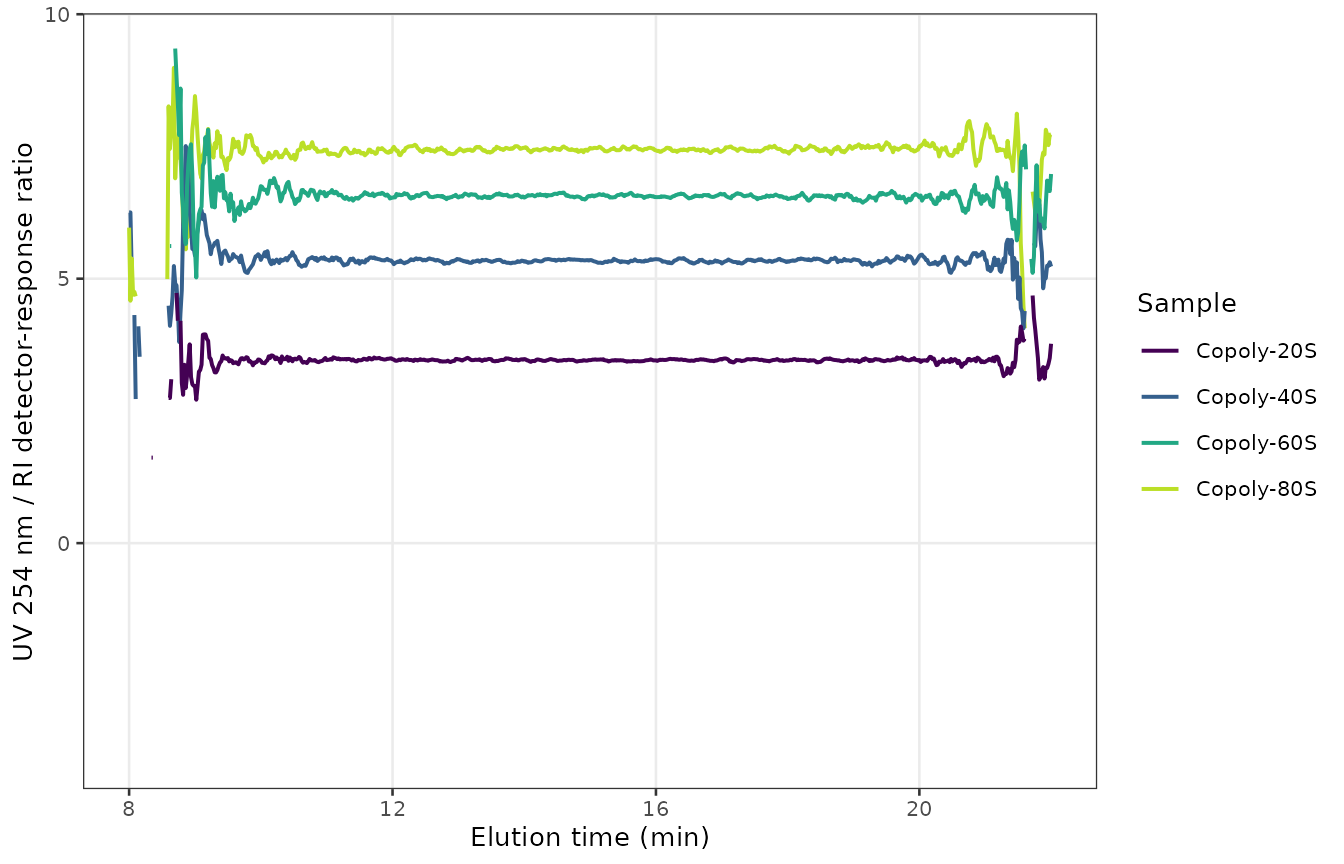 10
5
0
UV 254 nm / RI detector-response ratio
8
12
16
20
Elution time (min)
Sample
Copoly-20S
Copoly-40S
Copoly-60S
Copoly-80S